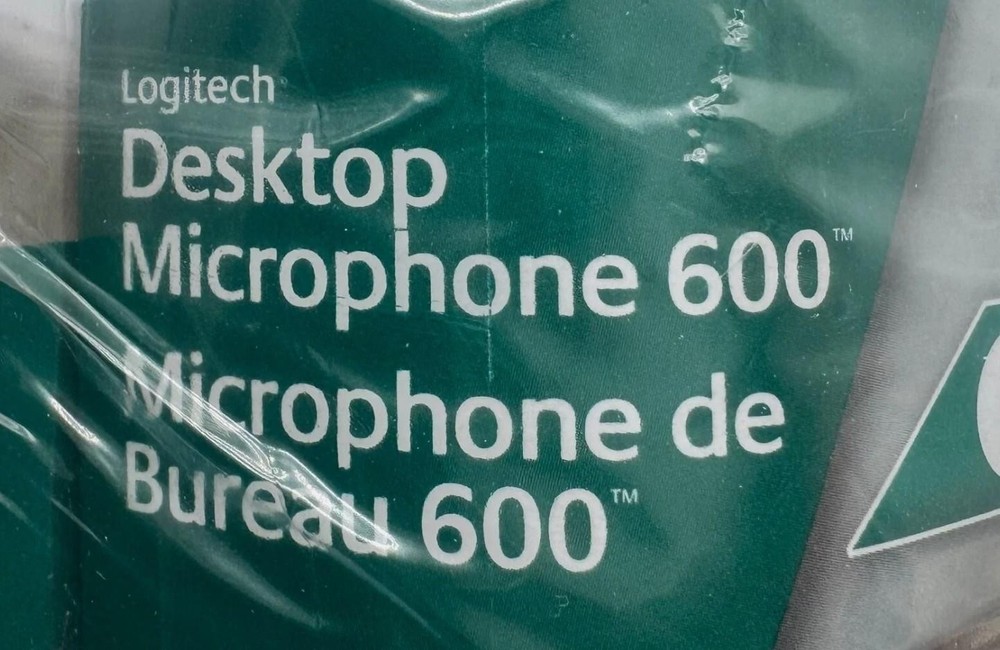 Logitech
Desktop
Microphone 600™
Microphone de
Bureau 600™